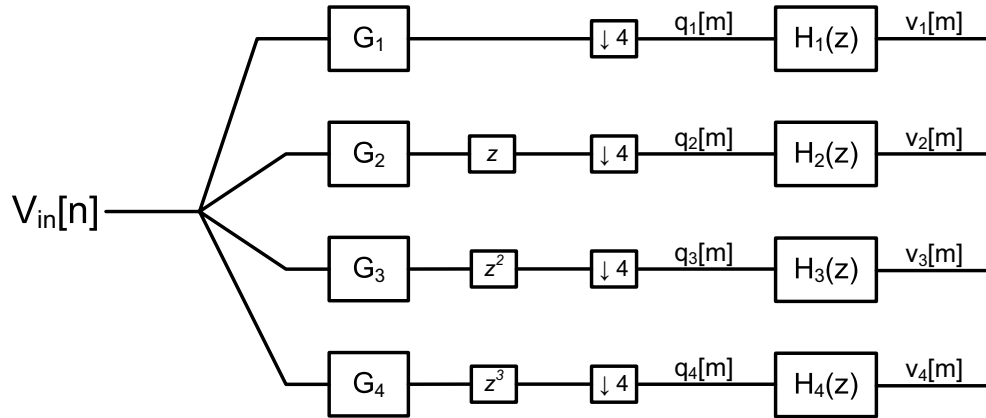 G₁ ↓ 4 q₁[m] H₁(z) v₁[m]
G₂ z ↓ 4 q₂[m] H₂(z) v₂[m]
Vᵢₙ[n]
G₃ z² ↓ 4 q₃[m] H₃(z) v₃[m]
G₄ z³ ↓ 4 q₄[m] H₄(z) v₄[m]